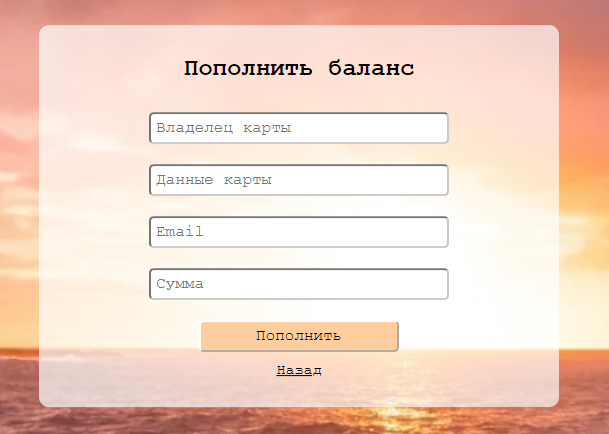 Пополнить баланс
Владелец карты
Данные карты
Email
Сумма
Пополнить
Назад